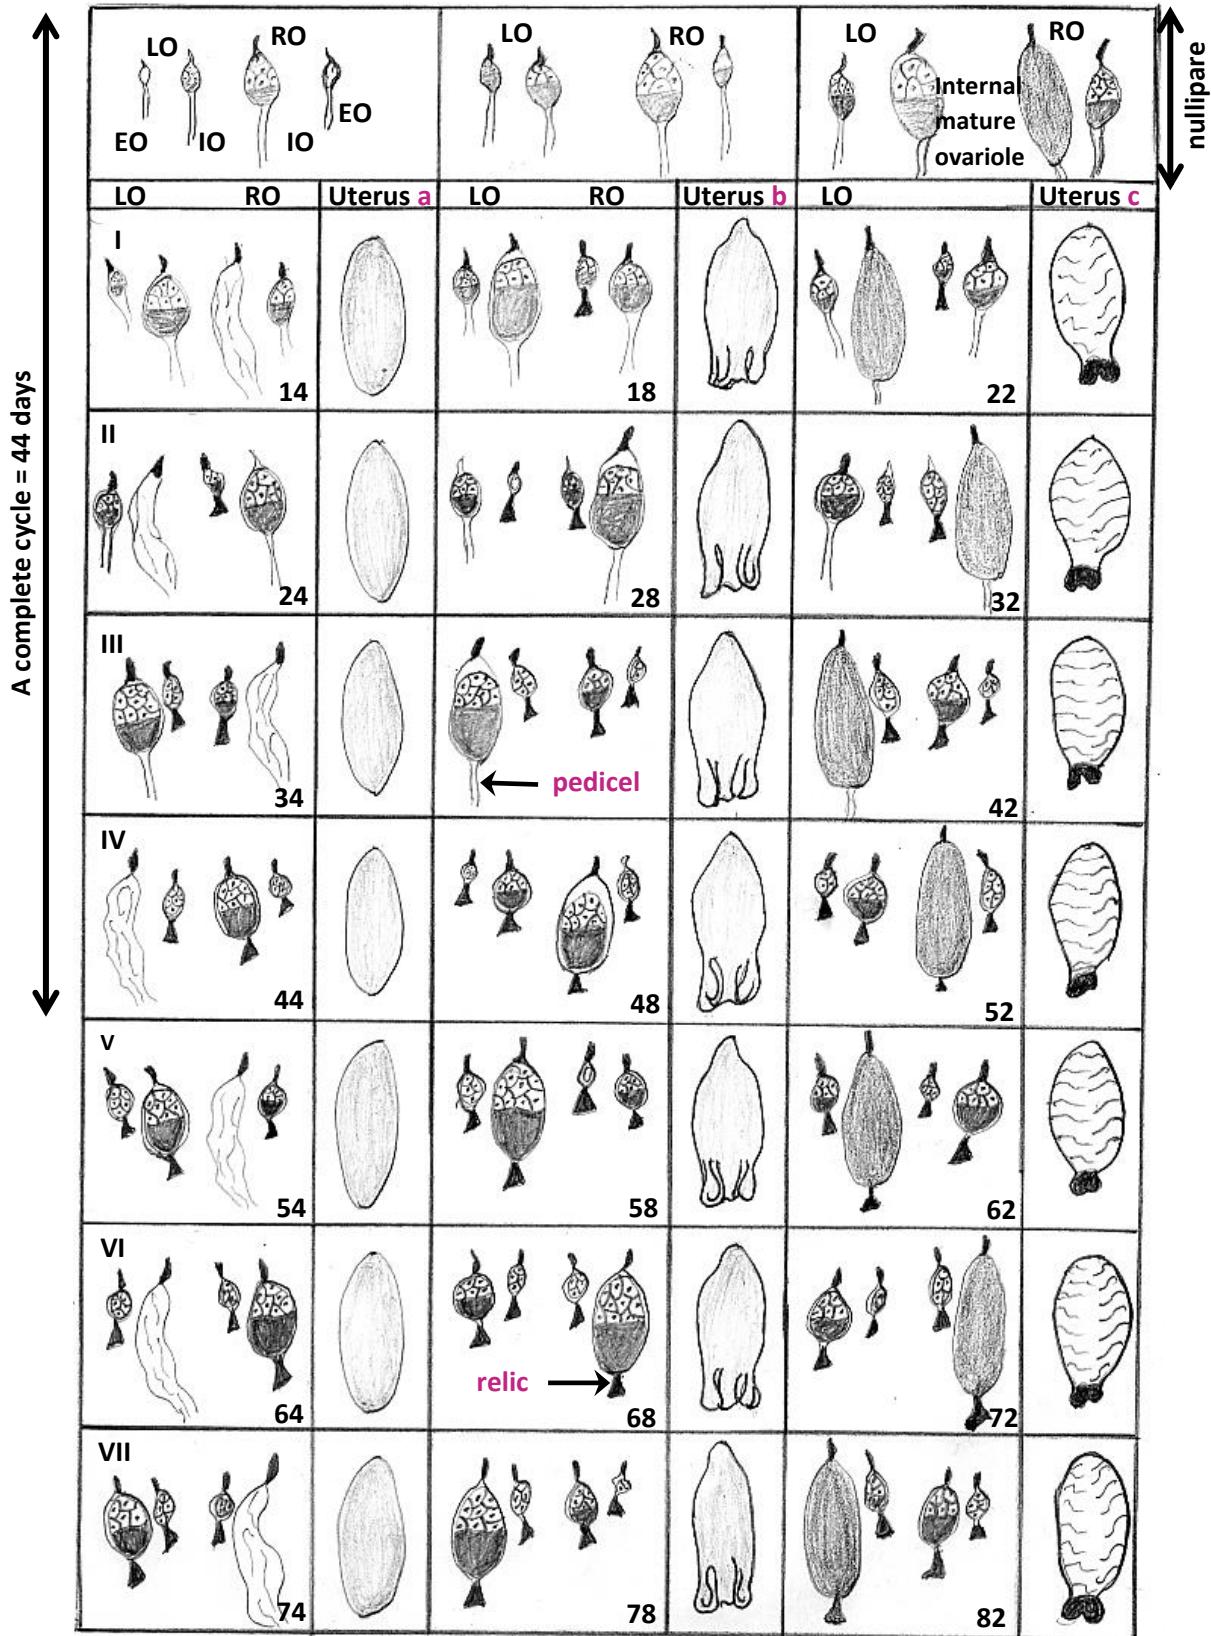 LO
RO
EO
IO
IO
EO
LO
RO
LO
RO
Internal
mature
ovariole
nullipare
A complete cycle = 44 days
LO RO Uterus a LO RO Uterus b LO Uterus c
I
14
18
22
II
24
28
32
III
pedicel
34
42
IV
44
48
52
V
54
58
62
VI
relic
64
68
72
VII
74
78
82